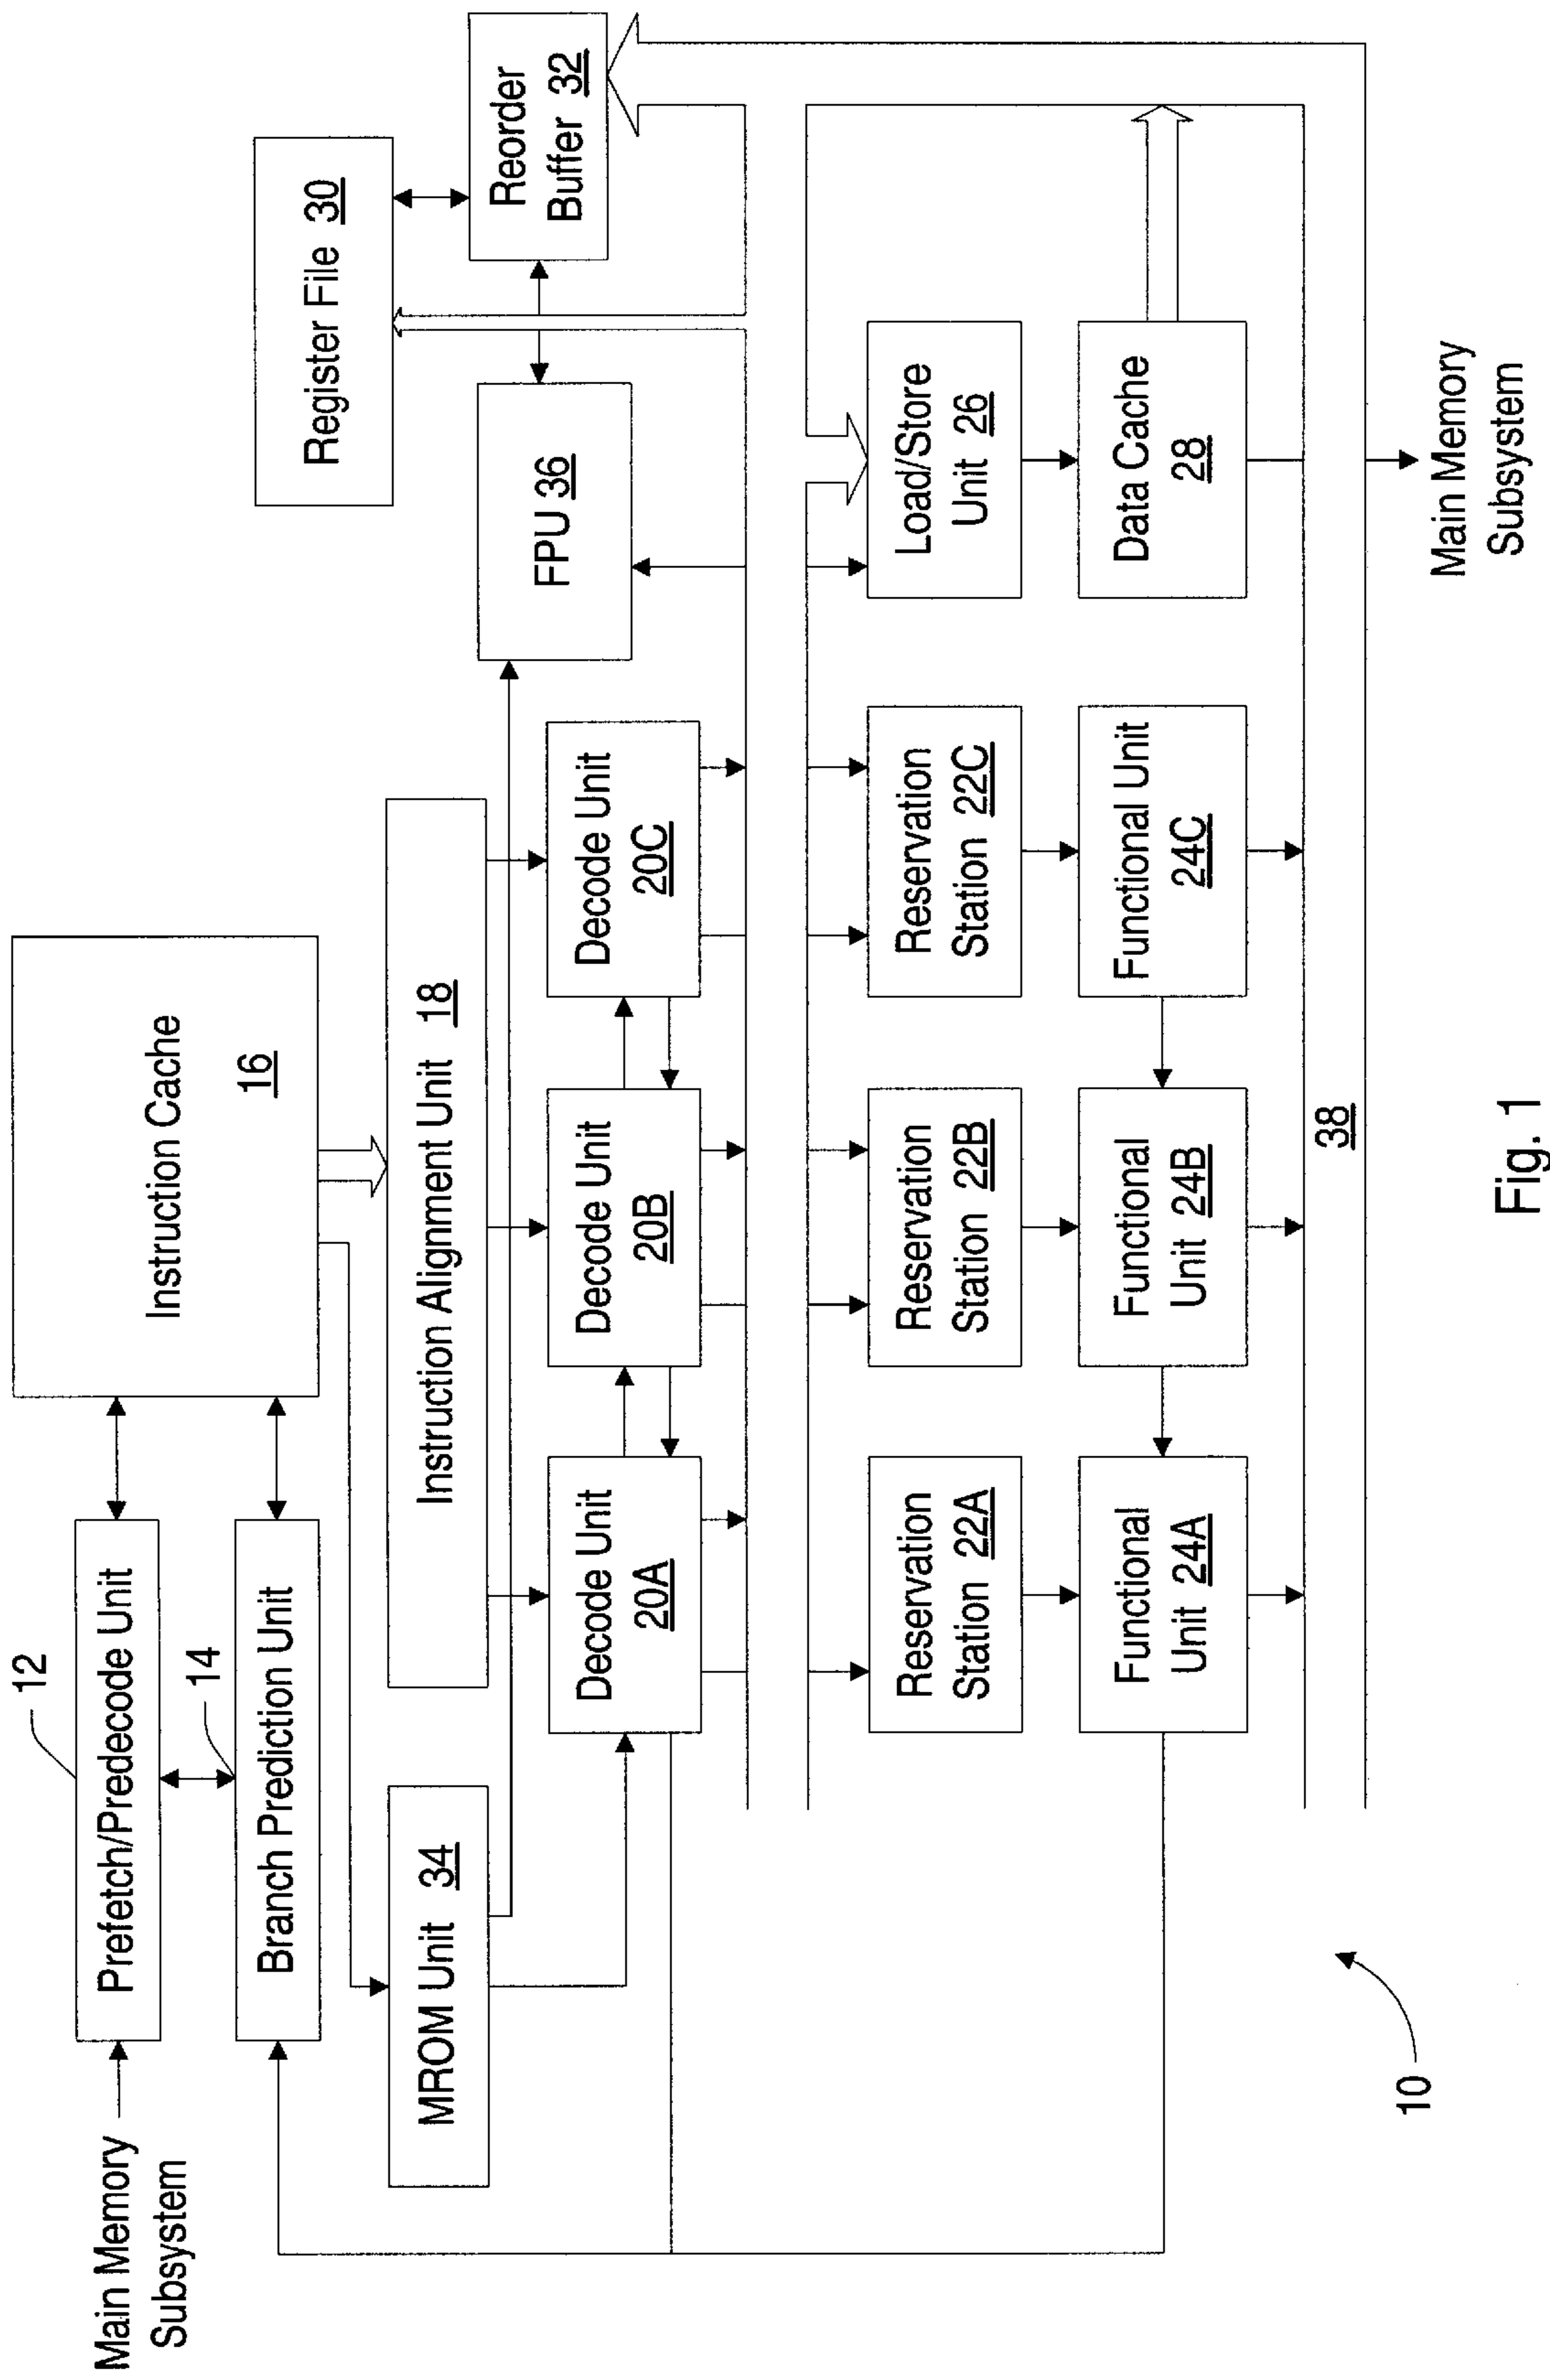 Main Memory
Subsystem
12
Prefetch/Predecode Unit
14
Branch Prediction Unit
Instruction Cache
16
Register File 30
MROM Unit 34
Instruction Alignment Unit 18
FPU 36
Reorder
Buffer 32
Decode Unit
20A
Decode Unit
20B
Decode Unit
20C
Reservation
Station 22A
Reservation
Station 22B
Reservation
Station 22C
Load/Store
Unit 26
Functional
Unit 24A
Functional
Unit 24B
Functional Unit
24C
Data Cache
28
38
10
Main Memory
Subsystem
Fig. 1